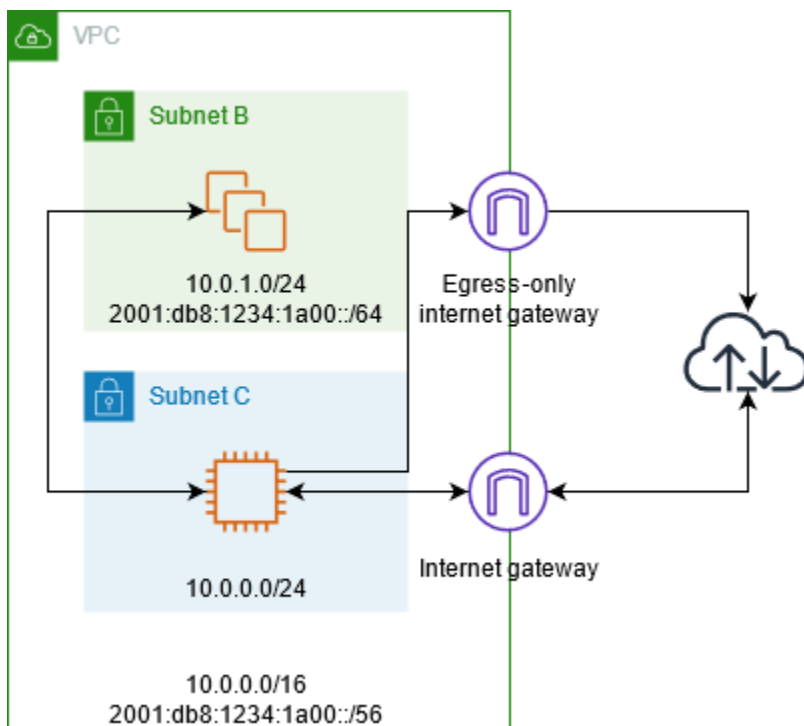 VPC
Subnet B
10.0.1.0/24
2001:db8:1234:1a00::/64
Egress-only
internet gateway
Subnet C
10.0.0.0/24
Internet gateway
10.0.0.0/16
2001:db8:1234:1a00::/56